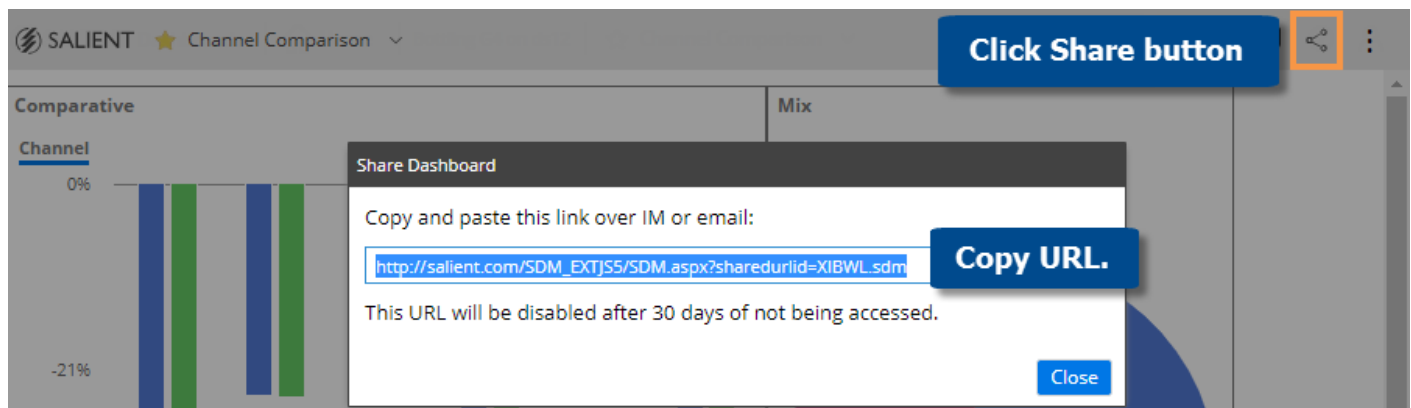 SALIENT Channel Comparison
Click Share button
Comparative
Mix
Channel
0%
Share Dashboard
Copy and paste this link over IM or email:
http://salient.com/SDM_EXTJS5/SDM.aspx?sharedurlid=XIBWL.sdm
Copy URL.
This URL will be disabled after 30 days of not being accessed.
-21%
Close